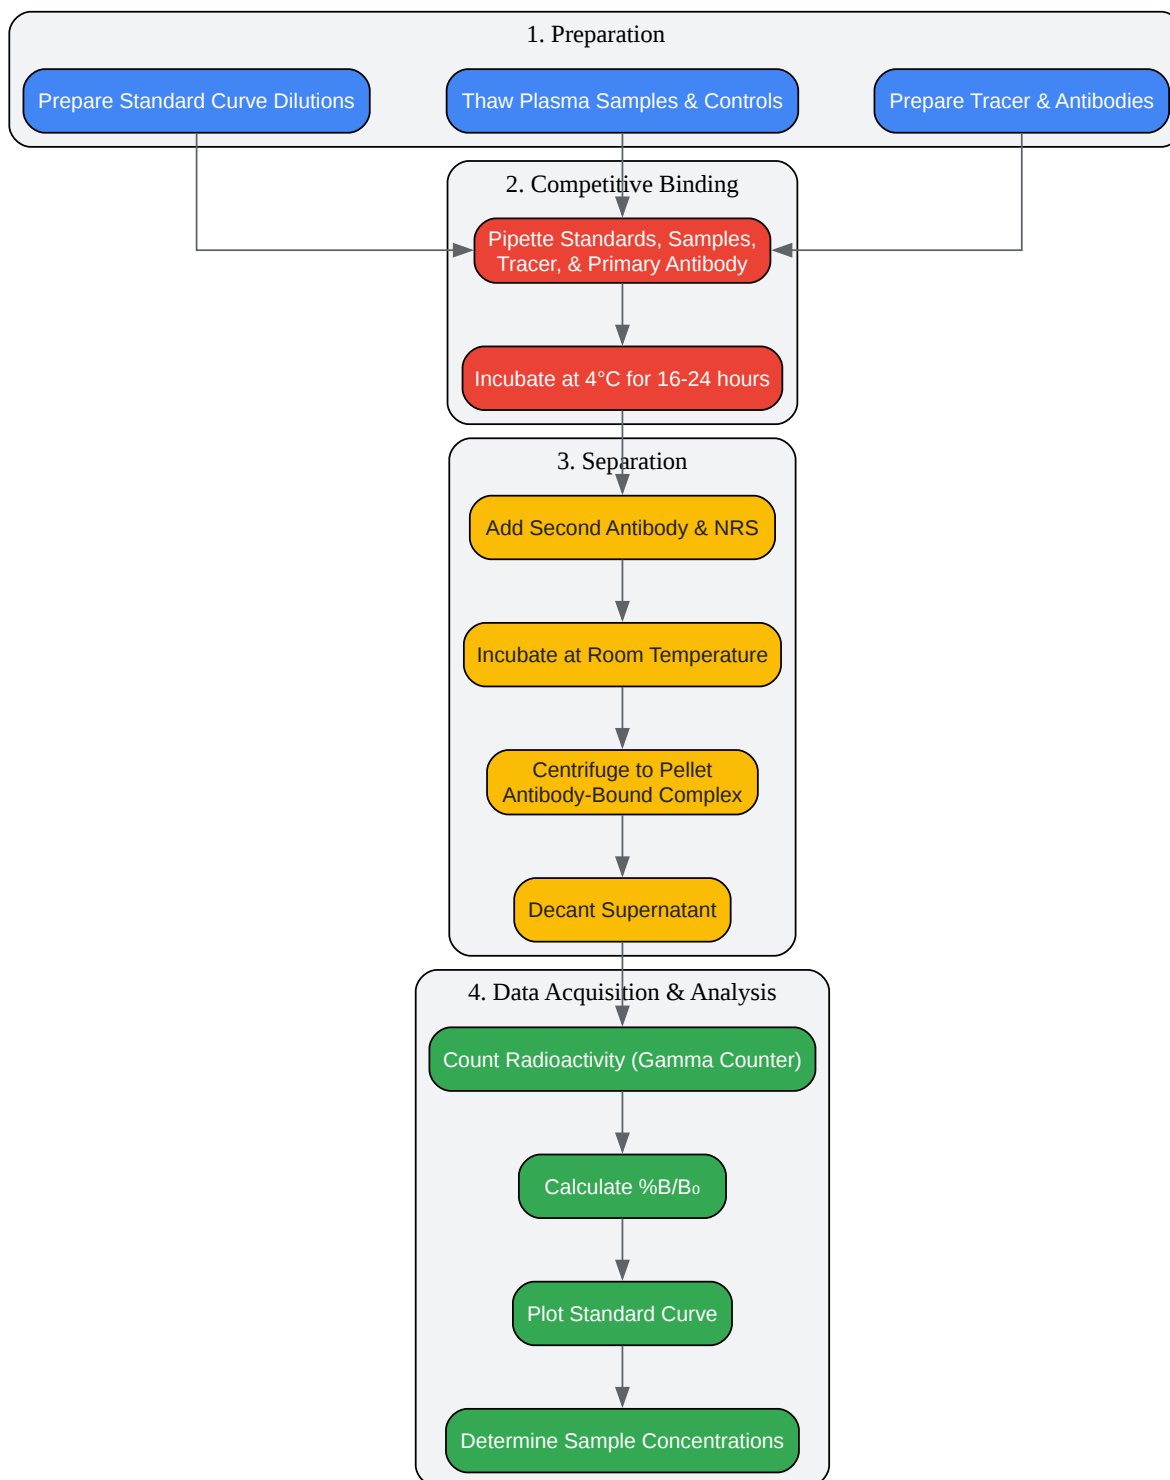 1. Preparation
Prepare Standard Curve Dilutions
Thaw Plasma Samples & Controls
Prepare Tracer & Antibodies
2. Competitive Binding
Pipette Standards, Samples,
Tracer, & Primary Antibody
Incubate at 4°C for 16-24 hours
3. Separation
Add Second Antibody & NRS
Incubate at Room Temperature
Centrifuge to Pellet
Antibody-Bound Complex
Decant Supernatant
4. Data Acquisition & Analysis
Count Radioactivity (Gamma Counter)
Calculate %B/B₀
Plot Standard Curve
Determine Sample Concentrations